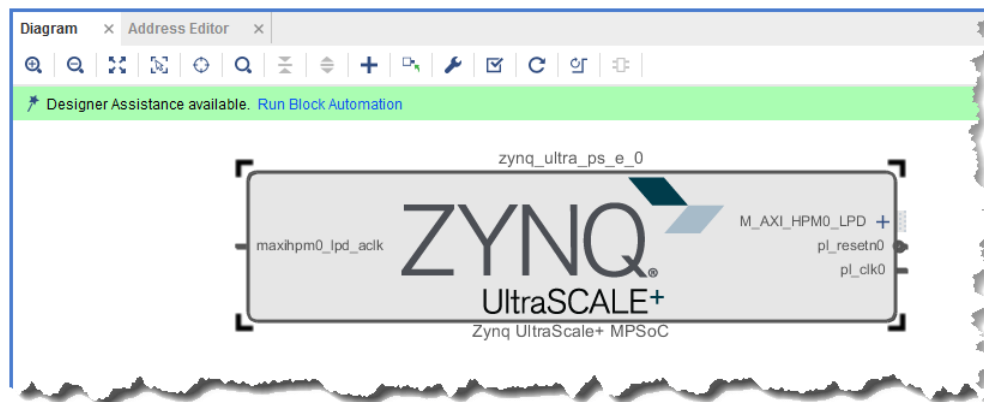 Diagram × Address Editor ×
Designer Assistance available. Run Block Automation
zynq_ultra_ps_e_0
M_AXI_HPM0_LPD
maxihpm0_lpd_aclk
ZYNQ®
pl_resetn0
pl_clk0
UltraSCALE+
Zynq UltraScale+ MPSoC